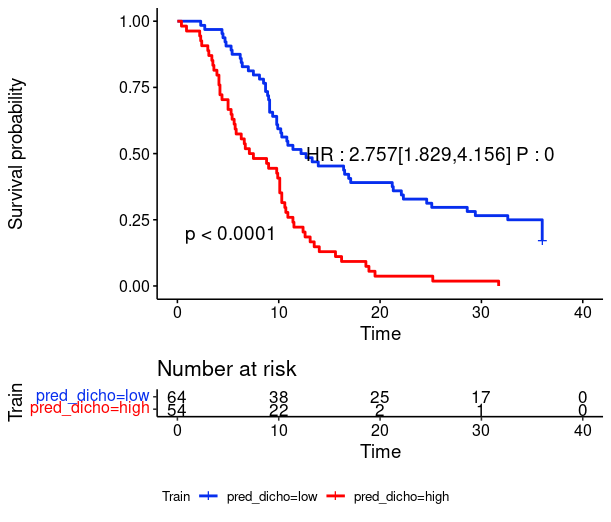 1.00
0.75
0.50
0.25
0.00
Survival probability
HR : 2.757[1.829,4.156] P : 0
p < 0.0001
0 10 20 30 40
Time
Number at risk
Train
pred_dicho=low 64 38 25 17 0
pred_dicho=high 54 22 2 1 0
0 10 20 30 40
Time
Train pred_dicho=low pred_dicho=high